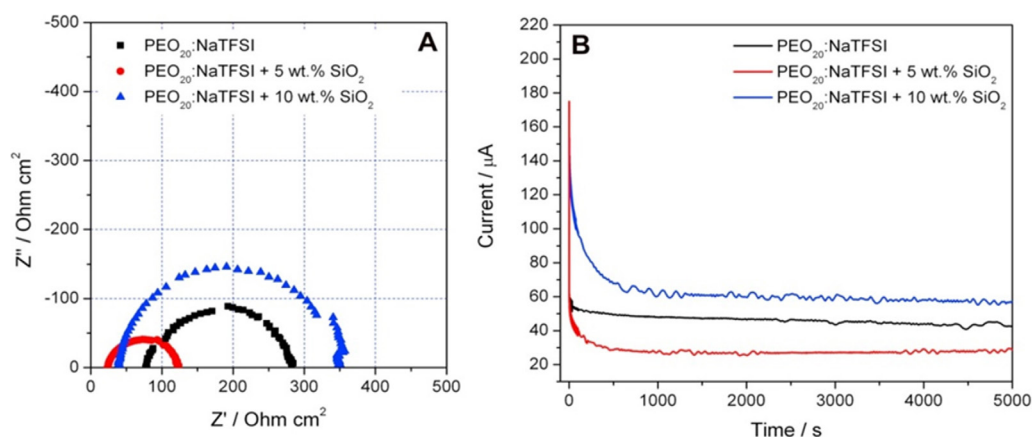 A
PEO₂₀:NaTFSI
PEO₂₀:NaTFSI + 5 wt.% SiO₂
PEO₂₀:NaTFSI + 10 wt.% SiO₂
-500
-400
-300
-200
-100
0
Z'' / Ohm cm²
0 100 200 300 400 500
Z' / Ohm cm²
B
PEO₂₀:NaTFSI
PEO₂₀:NaTFSI + 5 wt.% SiO₂
PEO₂₀:NaTFSI + 10 wt.% SiO₂
220
200
180
160
140
120
100
80
60
40
20
Current / µA
0 1000 2000 3000 4000 5000
Time / s